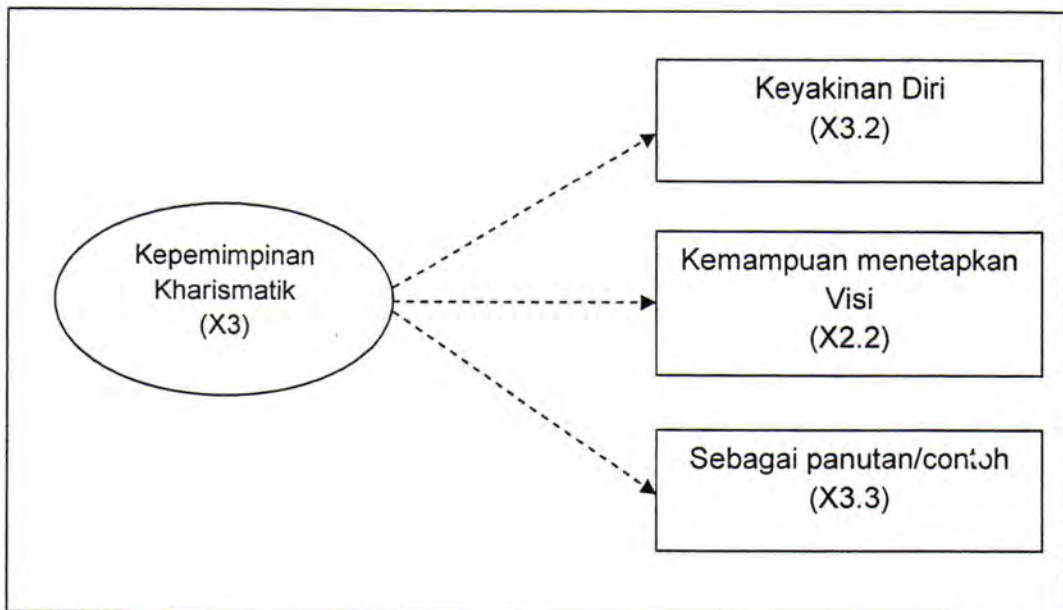 Keyakinan Diri
(X3.2)
Kepemimpinan
Kharismatik
(X3)
Kemampuan menetapkan
Visi
(X2.2)
Sebagai panutan/contoh
(X3.3)